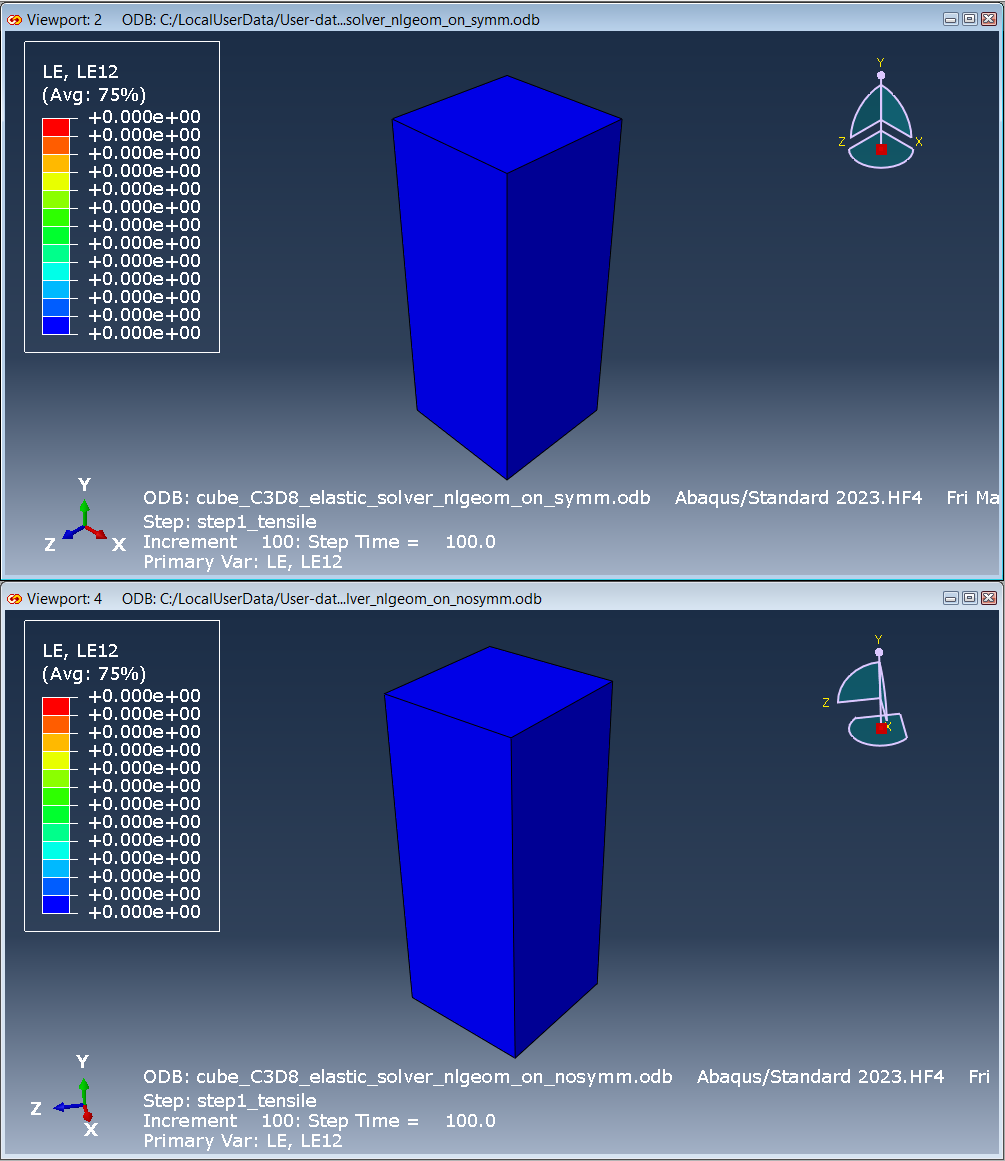 Viewport: 2 ODB: C:/LocalUserData/User-dat...solver_nlgeom_on_symm.odb
LE, LE12
(Avg: 75%)
+0.000e+00
+0.000e+00
+0.000e+00
+0.000e+00
+0.000e+00
+0.000e+00
+0.000e+00
+0.000e+00
+0.000e+00
+0.000e+00
+0.000e+00
+0.000e+00
+0.000e+00
Y
Z
X
Y
Z
X
ODB: cube_C3D8_elastic_solver_nlgeom_on_symm.odb Abaqus/Standard 2023.HF4 Fri Ma
Step: step1_tensile
Increment 100: Step Time = 100.0
Primary Var: LE, LE12
Viewport: 4 ODB: C:/LocalUserData/User-dat...lver_nlgeom_on_nosymm.odb
LE, LE12
(Avg: 75%)
+0.000e+00
+0.000e+00
+0.000e+00
+0.000e+00
+0.000e+00
+0.000e+00
+0.000e+00
+0.000e+00
+0.000e+00
+0.000e+00
+0.000e+00
+0.000e+00
+0.000e+00
Y
Z
X
Y
Z
X
ODB: cube_C3D8_elastic_solver_nlgeom_on_nosymm.odb Abaqus/Standard 2023.HF4 Fri
Step: step1_tensile
Increment 100: Step Time = 100.0
Primary Var: LE, LE12